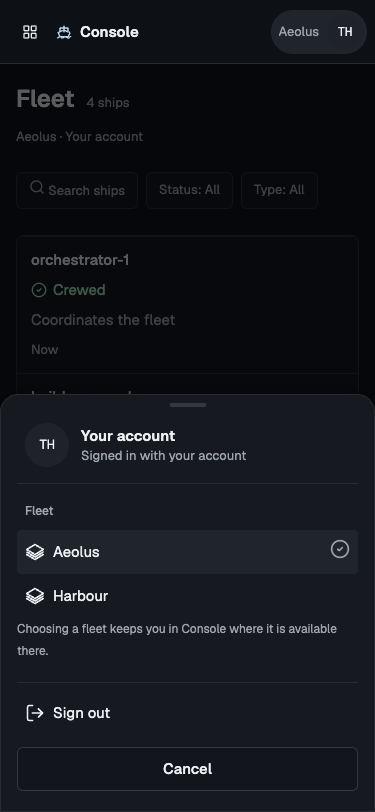 Console
Aeolus TH
Fleet 4 ships
Aeolus · Your account
Search ships Status: All Type: All
orchestrator-1
Crewed
Coordinates the fleet
Now
TH Your account
Signed in with your account
Fleet
Aeolus
Harbour
Choosing a fleet keeps you in Console where it is available
there.
Sign out
Cancel